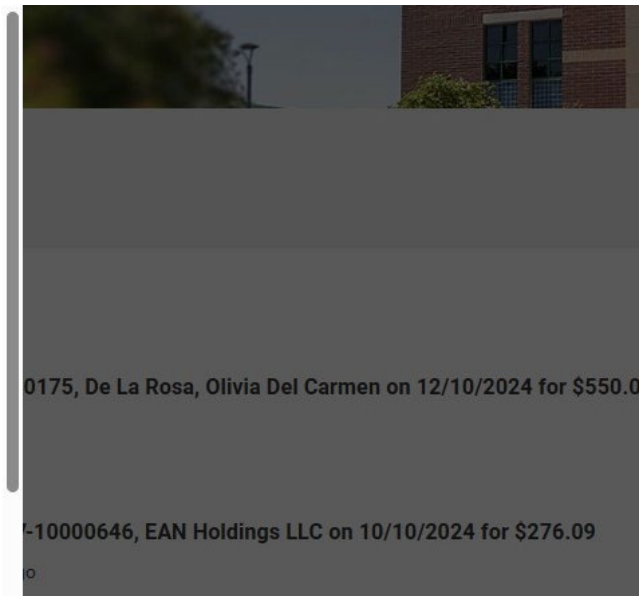 0175, De La Rosa, Olivia Del Carmen on 12/10/2024 for $550.0
-10000646, EAN Holdings LLC on 10/10/2024 for $276.09
go